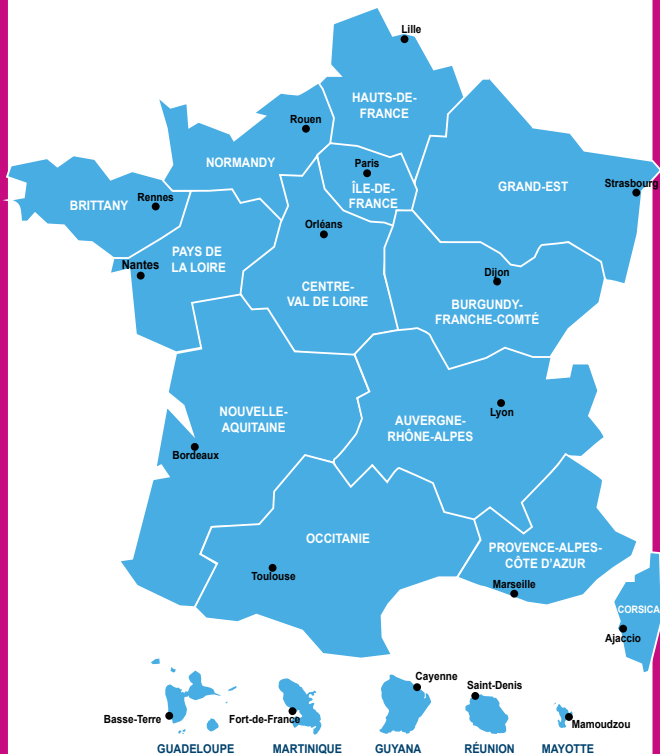 Lille
HAUTS-DE-
FRANCE
Rouen
NORMANDY
Paris
ÎLE-DE-
FRANCE
GRAND-EST
Strasbourg
BRITTANY
Rennes
Orléans
PAYS DE
LA LOIRE
Nantes
CENTRE-
VAL DE LOIRE
Dijon
BURGUNDY-
FRANCHE-COMTÉ
NOUVELLE-
AQUITAINE
Lyon
AUVERGNE-
RHÔNE-ALPES
Bordeaux
OCCITANIE
PROVENCE-ALPES-
CÔTE D'AZUR
Toulouse
Marseille
CORSICA
Ajaccio
Cayenne
Saint-Denis
Basse-Terre
Fort-de-France
Mamoudzou
GUADELOUPE
MARTINIQUE
GUYANA
RÉUNION
MAYOTTE